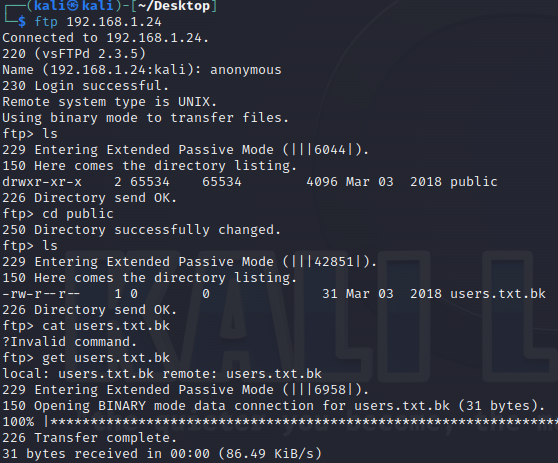 ┌──(kali㉿kali)-[~/Desktop]
└─$ ftp 192.168.1.24
Connected to 192.168.1.24.
220 (vsFTPd 2.3.5)
Name (192.168.1.24:kali): anonymous
230 Login successful.
Remote system type is UNIX.
Using binary mode to transfer files.
ftp> ls
229 Entering Extended Passive Mode (|||6044|).
150 Here comes the directory listing.
drwxr-xr-x    2 65534    65534        4096 Mar 03  2018 public
226 Directory send OK.
ftp> cd public
250 Directory successfully changed.
ftp> ls
229 Entering Extended Passive Mode (|||42851|).
150 Here comes the directory listing.
-rw-r--r--    1 0        0              31 Mar 03  2018 users.txt.bk
226 Directory send OK.
ftp> cat users.txt.bk
?Invalid command.
ftp> get users.txt.bk
local: users.txt.bk remote: users.txt.bk
229 Entering Extended Passive Mode (|||6958|).
150 Opening BINARY mode data connection for users.txt.bk (31 bytes).
100% |***********************************************************
226 Transfer complete.
31 bytes received in 00:00 (86.49 KiB/s)
KALI L